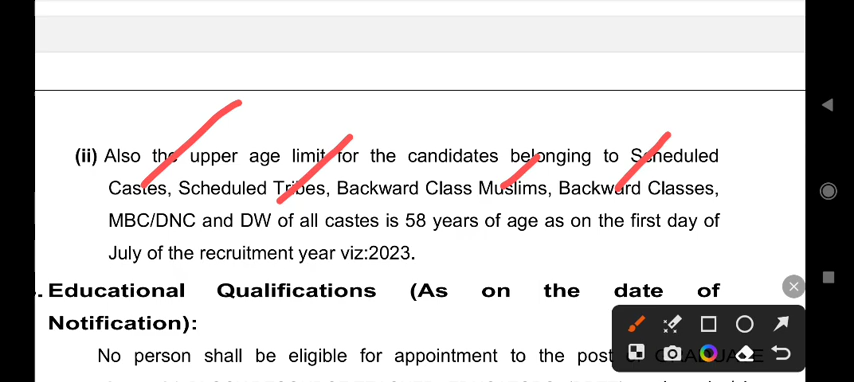 (ii) Also the upper age limit for the candidates belonging to Scheduled
Castes, Scheduled Tribes, Backward Class Muslims, Backward Classes,
MBC/DNC and DW of all castes is 58 years of age as on the first day of
July of the recruitment year viz:2023.
. Educational Qualifications (As on the date of
Notification):
No person shall be eligible for appointment to the post of GRADUATE